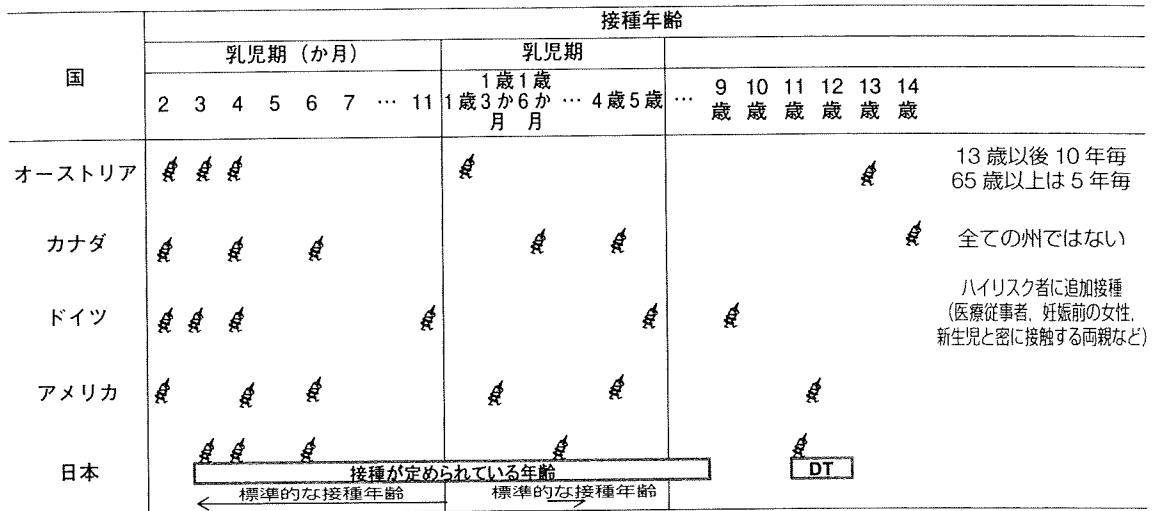 接種年齢
国
乳児期（か月）
乳児期
2 3 4 5 6 7 … 11 1歳 1歳3か月 1歳6か月 … 4歳 5歳 … 9歳 10歳 11歳 12歳 13歳 14歳
オーストリア
13歳以後10年毎
65歳以上は5年毎
カナダ
全ての州ではない
ドイツ
ハイリスク者に追加接種
(医療従事者，妊娠前の女性，
新生児と密に接触する両親など)
アメリカ
日本
接種が定められている年齢
DT
標準的な接種年齢
標準的な接種年齢